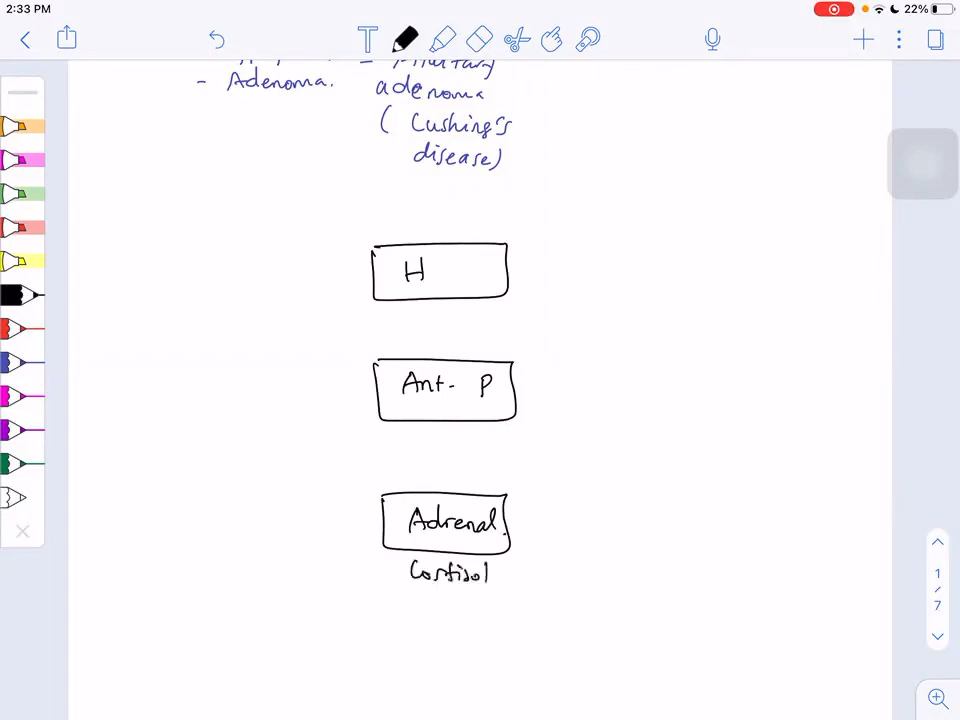 2:33 PM
22%
T
- Adenoma.
adenoma
( Cushing's
disease)
H
Ant. P
Adrenal
Cortisol
1
/
7